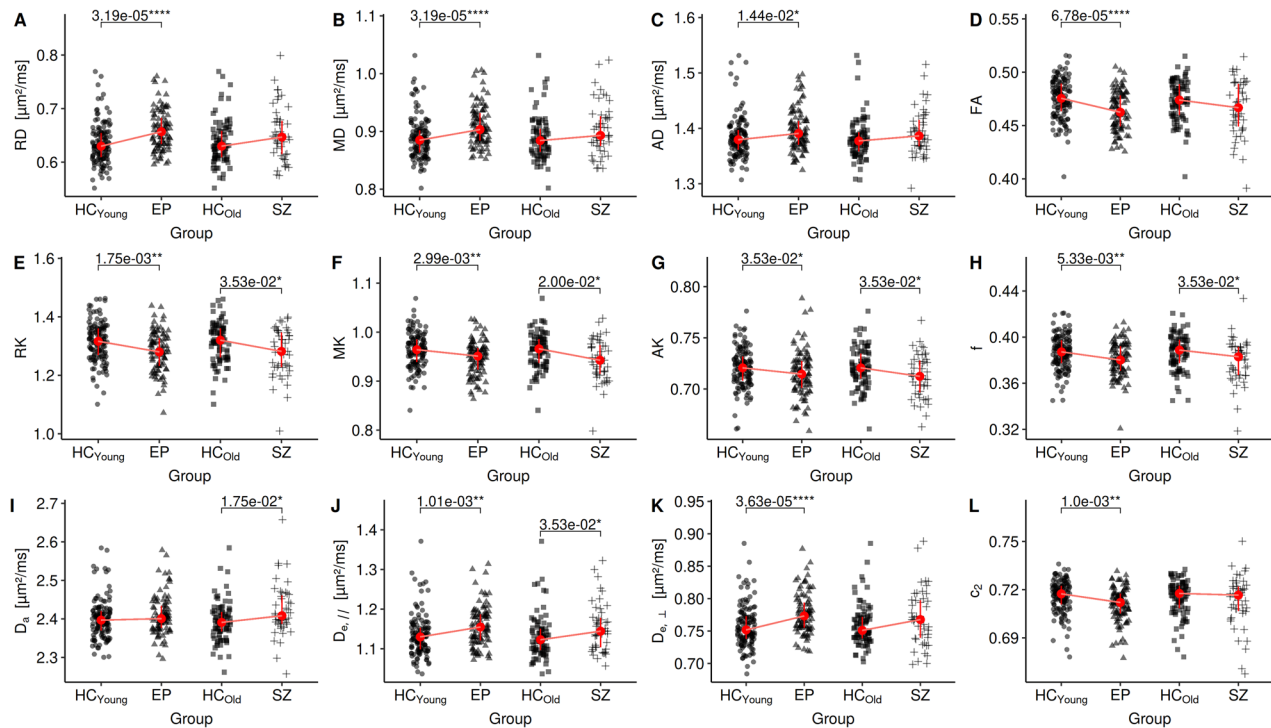 A
3.19e-05****
RD [µm²/ms]
0.8
0.7
0.6
HCYoung EP HCOld SZ
Group
B
3.19e-05****
MD [µm²/ms]
1.1
1.0
0.9
0.8
HCYoung EP HCOld SZ
Group
C
1.44e-02*
AD [µm²/ms]
1.6
1.5
1.4
1.3
HCYoung EP HCOld SZ
Group
D
6.78e-05****
FA
0.50
0.45
0.40
HCYoung EP HCOld SZ
Group
E
1.75e-03**
3.53e-02*
RK
1.6
1.4
1.2
1.0
HCYoung EP HCOld SZ
Group
F
2.99e-03**
2.00e-02*
MK
1.1
1.0
0.9
0.8
HCYoung EP HCOld SZ
Group
G
3.53e-02*
3.53e-02*
AK
0.80
0.75
0.70
HCYoung EP HCOld SZ
Group
H
5.33e-03**
3.53e-02*
f
0.44
0.40
0.36
0.32
HCYoung EP HCOld SZ
Group
I
1.75e-02*
Da [µm²/ms]
2.7
2.6
2.5
2.4
2.3
HCYoung EP HCOld SZ
Group
J
1.01e-03**
3.53e-02*
De, // [µm²/ms]
1.4
1.3
1.2
1.1
HCYoung EP HCOld SZ
Group
K
3.63e-05****
De, ⊥ [µm²/ms]
0.95
0.90
0.85
0.80
0.75
0.70
HCYoung EP HCOld SZ
Group
L
1.0e-03**
c2
0.75
0.72
0.69
HCYoung EP HCOld SZ
Group